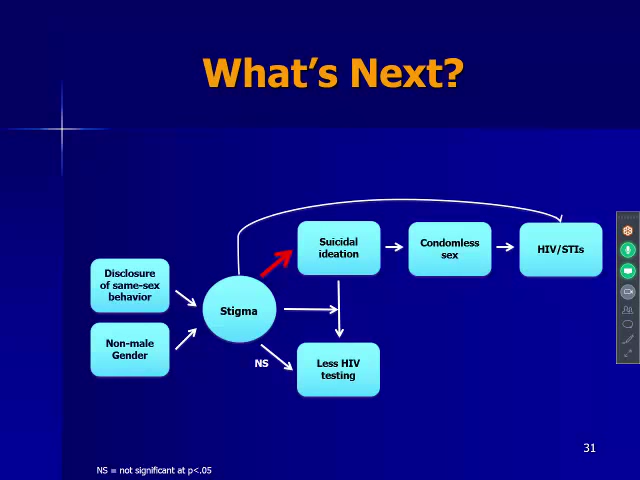 What's Next?
Suicidal
ideation
Condomless
sex
HIV/STIs
Disclosure
of same-sex
behavior
Stigma
Non-male
Gender
NS
Less HIV
testing
31
NS = not significant at p<.05